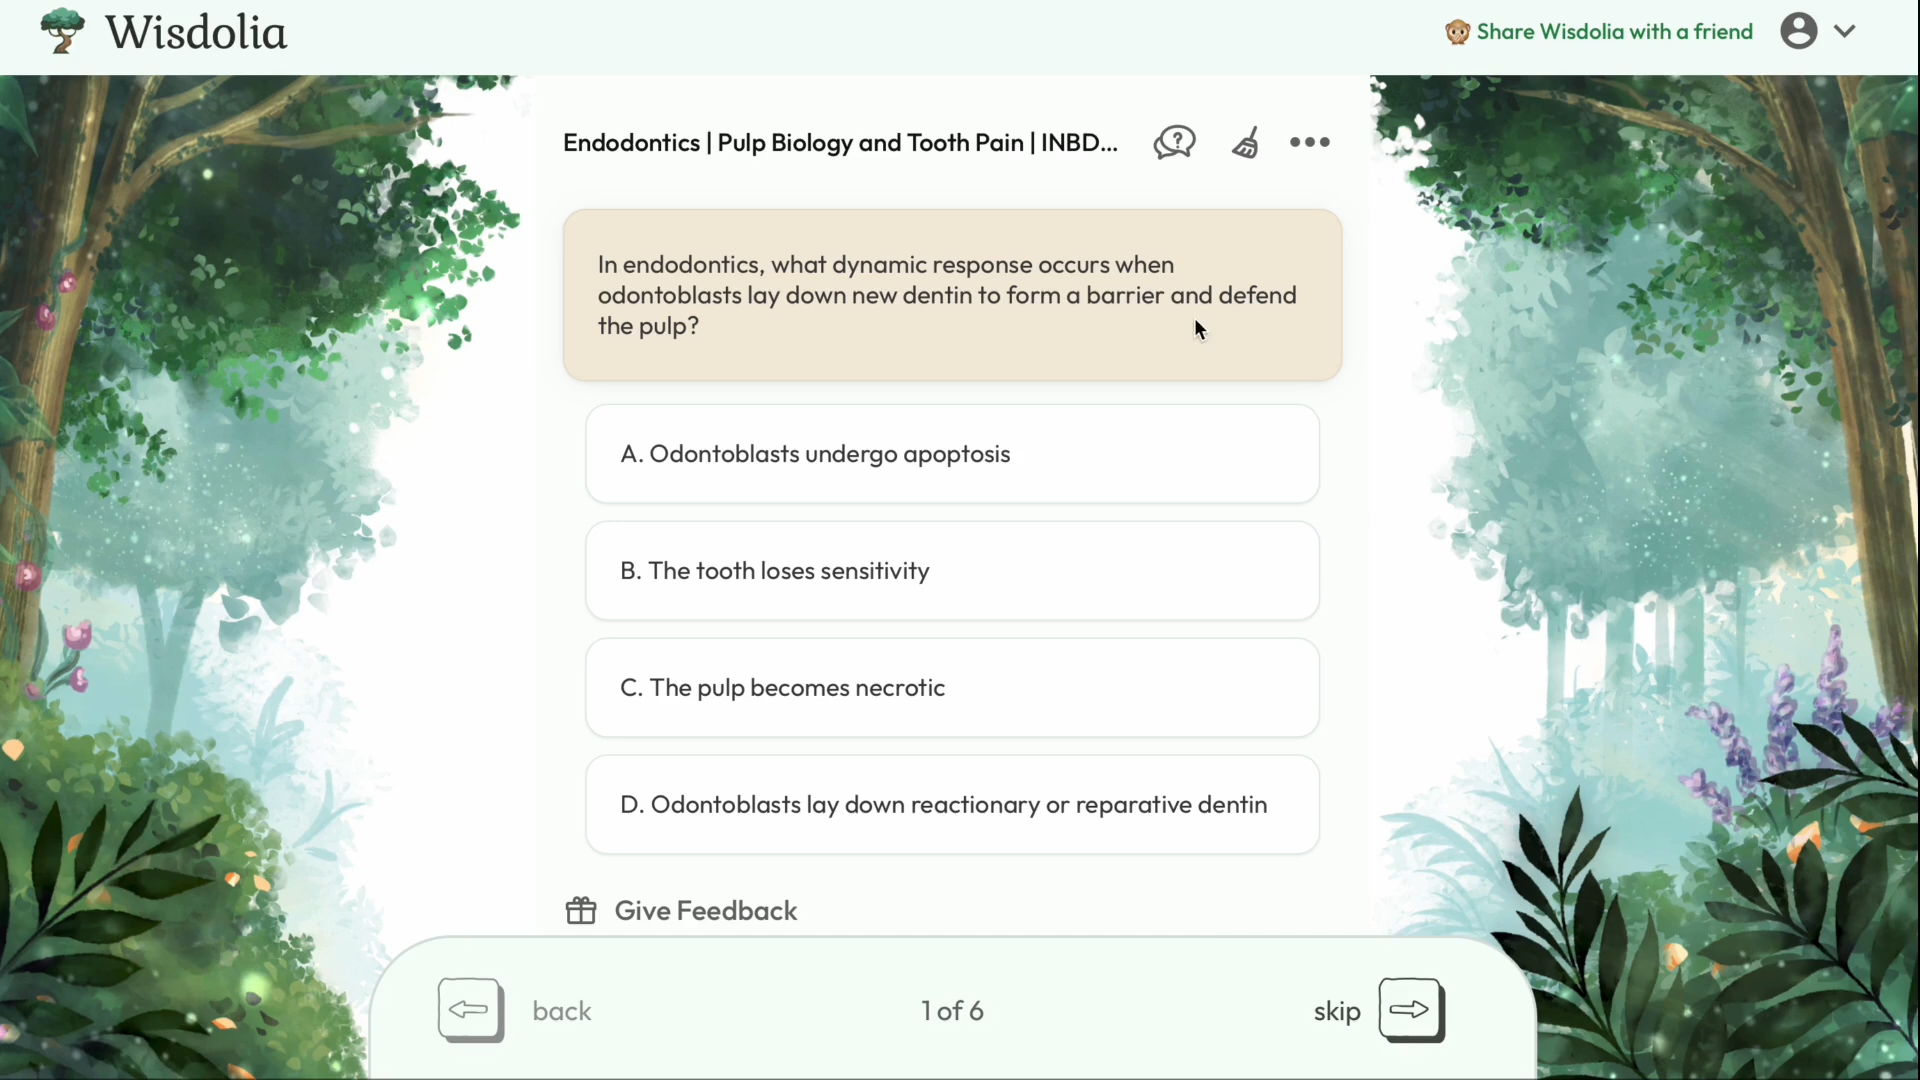 Wisdolia
Share Wisdolia with a friend
Endodontics | Pulp Biology and Tooth Pain | INBD...
In endodontics, what dynamic response occurs when
odontoblasts lay down new dentin to form a barrier and defend
the pulp?
A. Odontoblasts undergo apoptosis
B. The tooth loses sensitivity
C. The pulp becomes necrotic
D. Odontoblasts lay down reactionary or reparative dentin
Give Feedback
back
1 of 6
skip